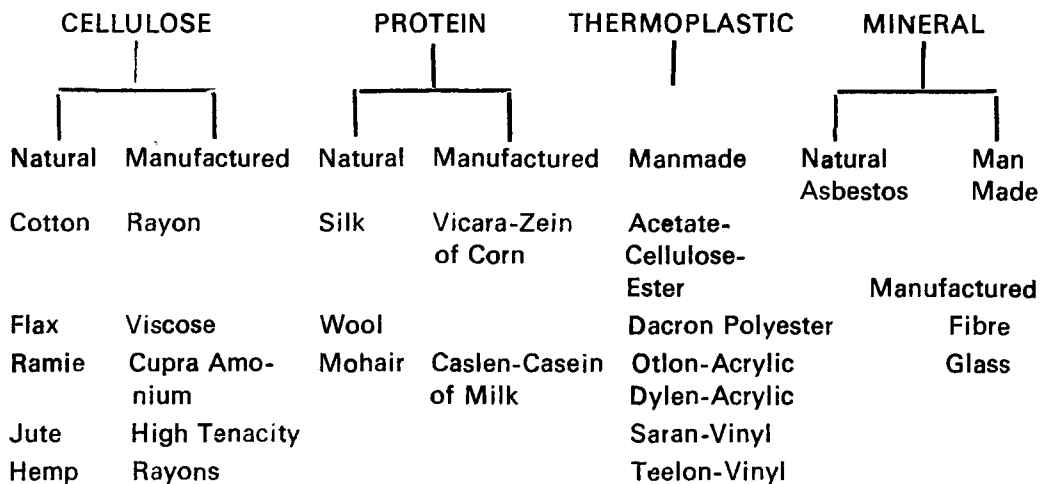 CELLULOSE PROTEIN THERMOPLASTIC MINERAL
Natural Manufactured Natural Manufactured Manmade Natural Man
Asbestos Made
Cotton Rayon Silk Vicara-Zein Acetate-
of Corn Cellulose-
Ester Manufactured
Flax Viscose Wool Dacron Polyester Fibre
Ramie Cupra Amo- Mohair Caslen-Casein Otlon-Acrylic Glass
nium of Milk Dylen-Acrylic
Jute High Tenacity Saran-Vinyl
Hemp Rayons Teelon-Vinyl